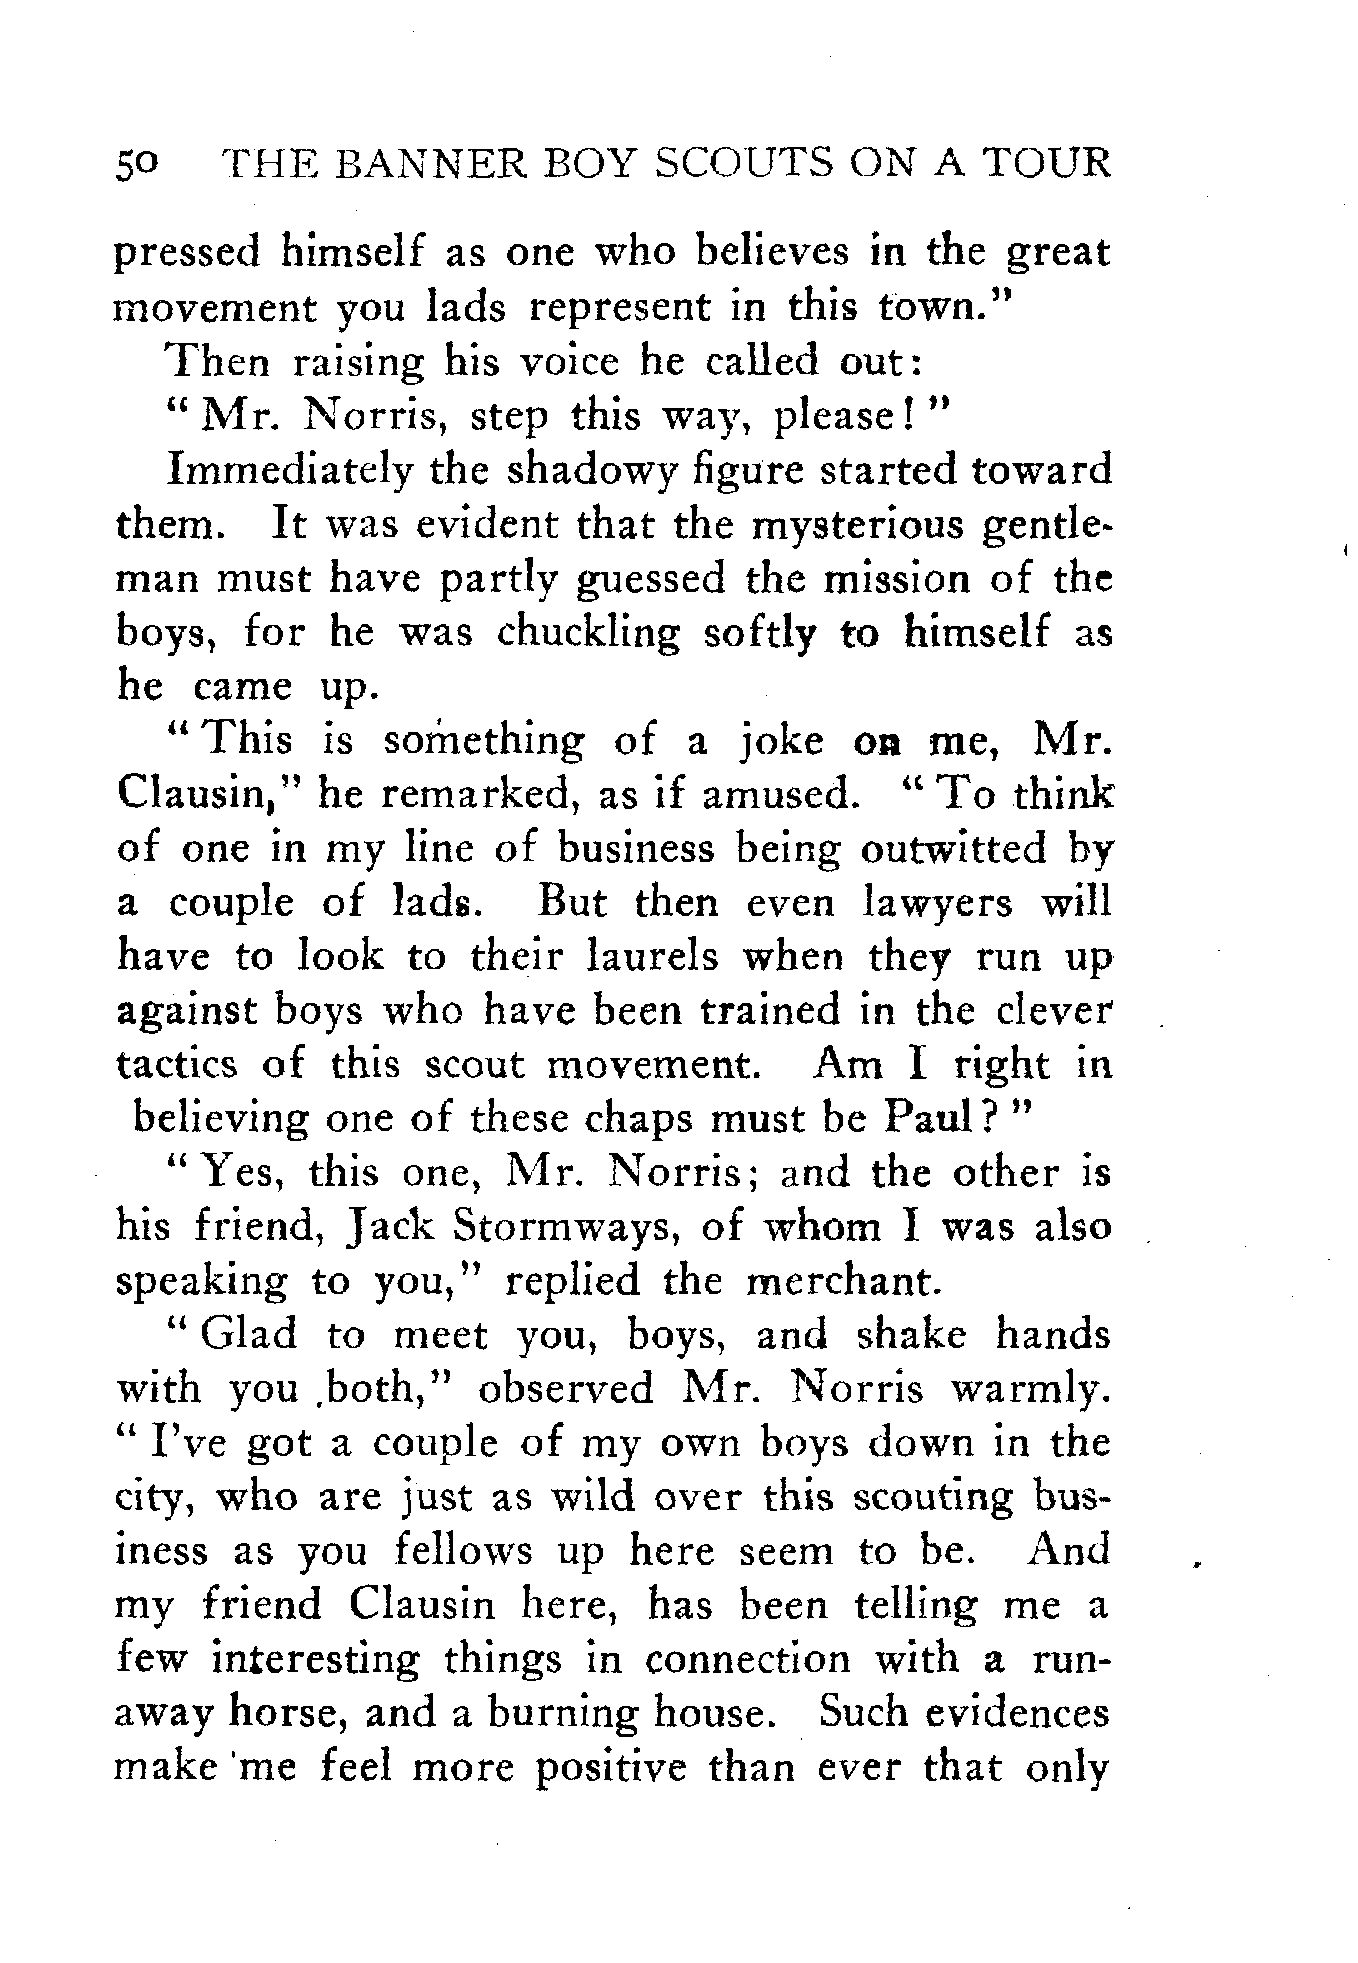 50 THE BANNER BOY SCOUTS ON A TOUR
pressed himself as one who believes in the great
movement you lads represent in this town."
Then raising his voice he called out:
" Mr. Norris, step this way, please! "
Immediately the shadowy figure started toward
them. It was evident that the mysterious gentle-
man must have partly guessed the mission of the
boys, for he was chuckling softly to himself as
he came up.
" This is something of a joke on me, Mr.
Clausin," he remarked, as if amused. " To think
of one in my line of business being outwitted by
a couple of lads. But then even lawyers will
have to look to their laurels when they run up
against boys who have been trained in the clever
tactics of this scout movement. Am I right in
believing one of these chaps must be Paul? "
" Yes, this one, Mr. Norris; and the other is
his friend, Jack Stormways, of whom I was also
speaking to you," replied the merchant.
" Glad to meet you, boys, and shake hands
with you both," observed Mr. Norris warmly.
" I've got a couple of my own boys down in the
city, who are just as wild over this scouting bus-
iness as you fellows up here seem to be. And
my friend Clausin here, has been telling me a
few interesting things in connection with a run-
away horse, and a burning house. Such evidences
make me feel more positive than ever that only